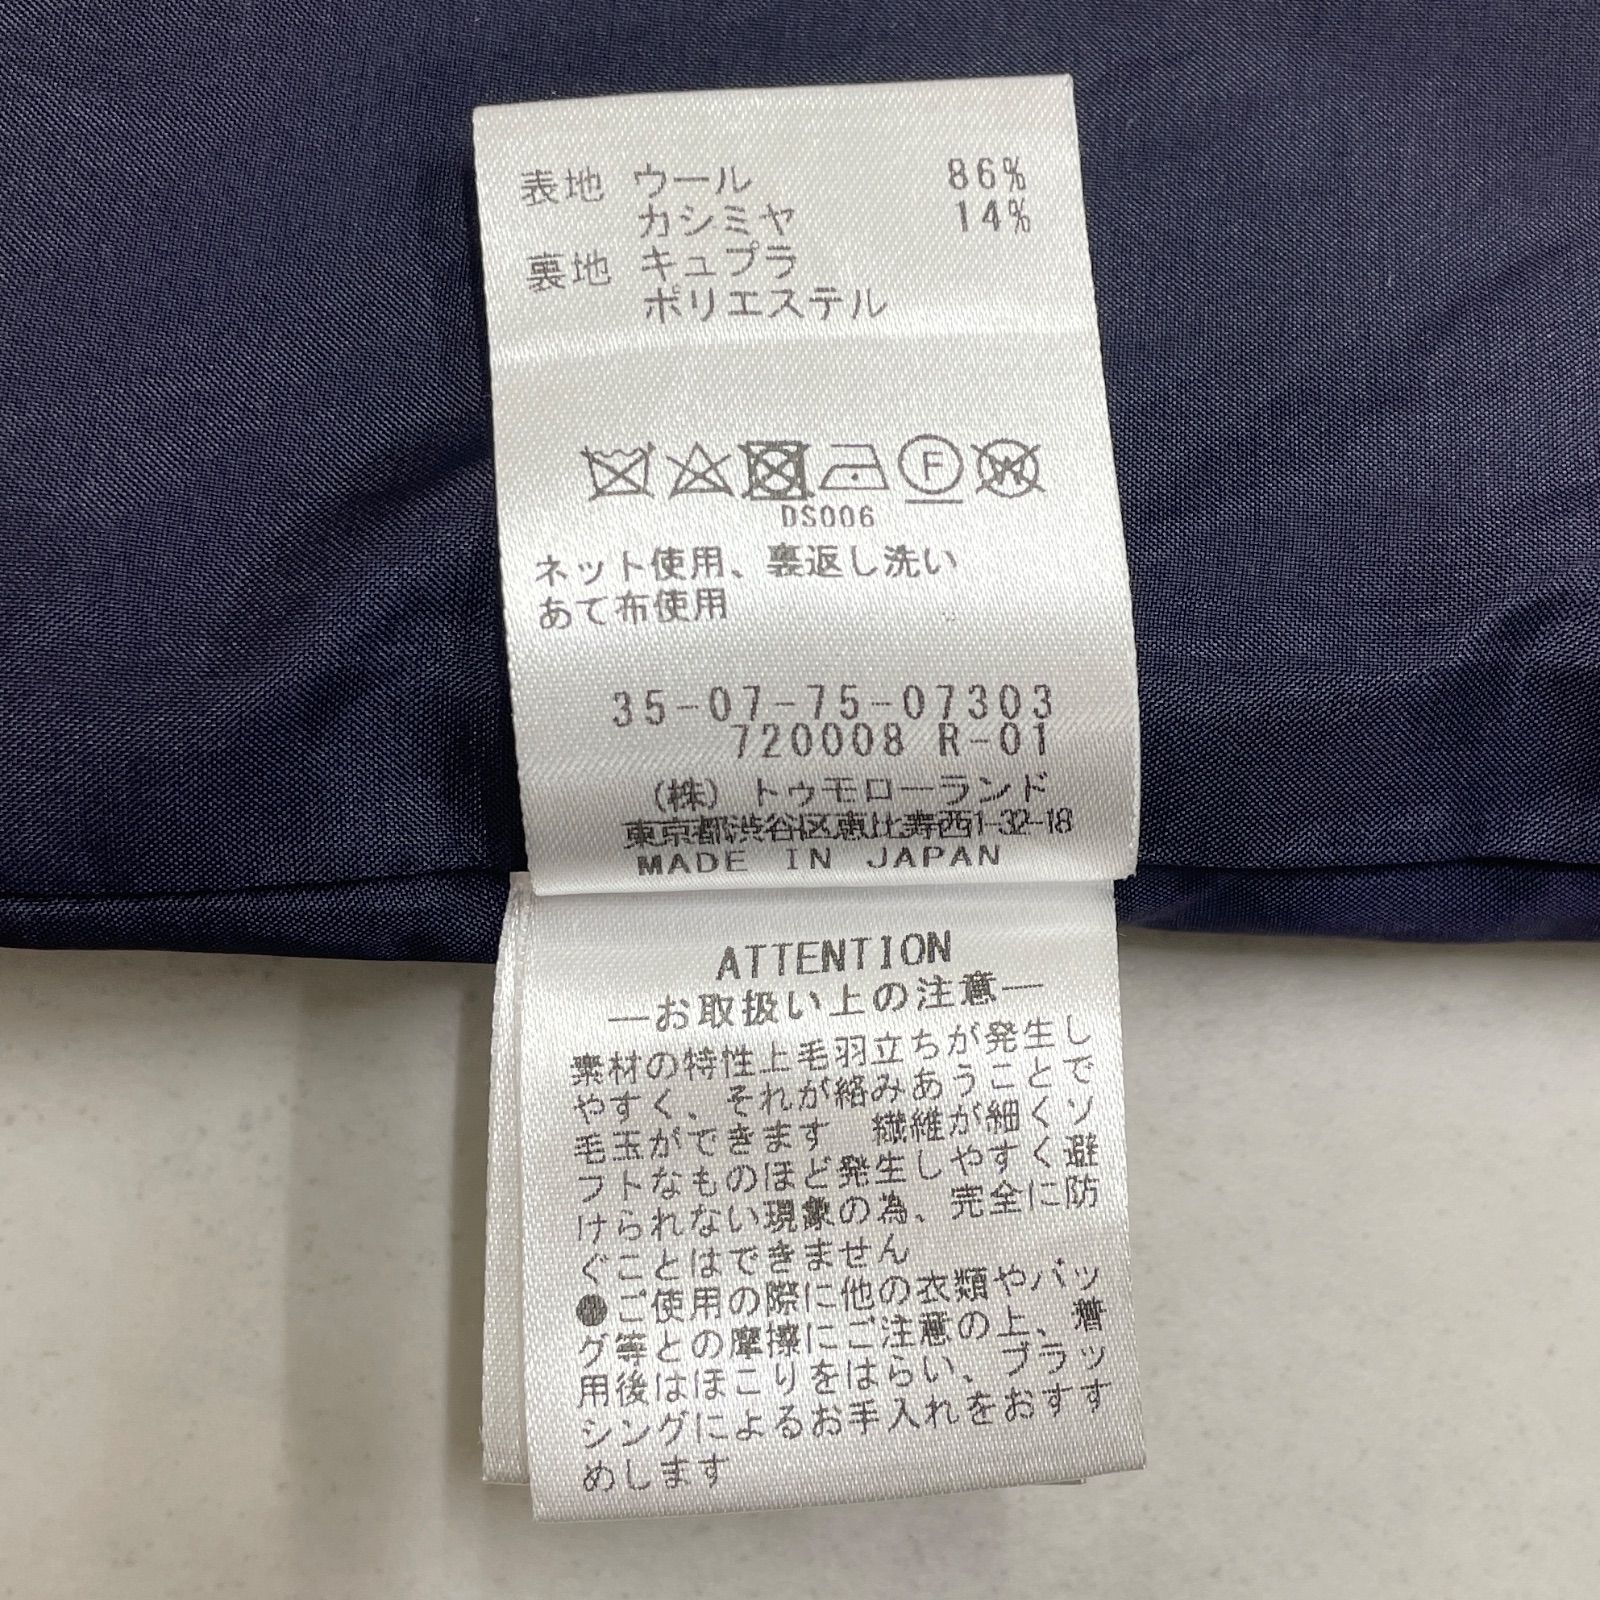 表地 ウール 86%
カシミヤ 14%
裏地 キュプラ
ポリエステル
F
W
DS006
ネット使用、裏返し洗い
あて布使用
35-07-75-07303
720008 R-01
(株) トゥモローランド
東京都渋谷区恵比寿西1-32-18
MADE IN JAPAN
ATTENTION
―お取扱い上の注意―
素材の特性上毛羽立ちが発生し
やすく、それが絡みあうことで
毛玉ができます 繊維が細くソ
フトなものほど発生しやすく避
けられない現象の為、完全に防
ぐことはできません
●ご使用の際に他の衣類やバッ
グ等との摩擦にご注意の上、着
用後はほこりをはらい、ブラッ
シングによるお手入れをおすす
めします